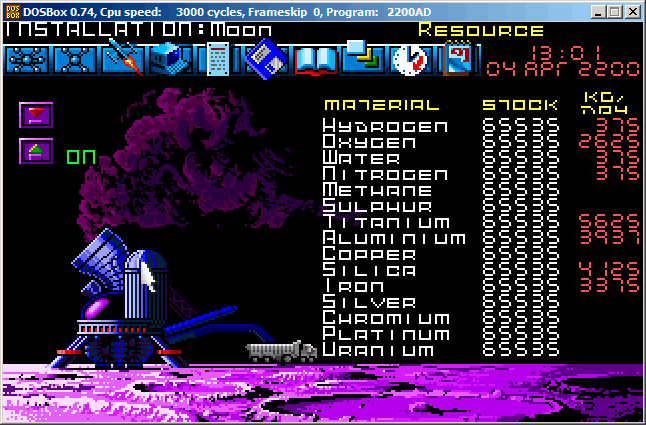 DOS BOX DOSBox 0.74, Cpu speed: 3000 cycles, Frameskip 0, Program: 2200AD
INSTALLATION:Moon RESOURCE
13:01
04 APR 2200
MATERIAL STOCK KG/DAY
HYDROGEN 65535 375
OXYGEN 65535 2625
WATER 65535 375
NITROGEN 65535 375
METHANE 65535
SULPHUR 65535
TITANIUM 65535
ALUMINIUM 65535 3937
COPPER 65535
SILICA 65535 4125
IRON 65535 3375
SILVER 65535
CHROMIUM 65535
PLATINUM 65535
URANIUM 65535
ON